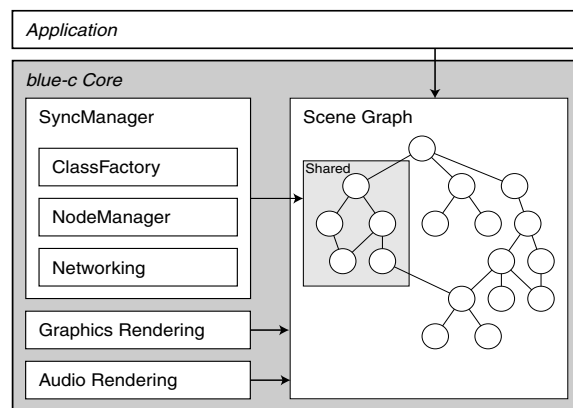 Application
blue-c Core
SyncManager
ClassFactory
NodeManager
Networking
Graphics Rendering
Audio Rendering
Scene Graph
Shared